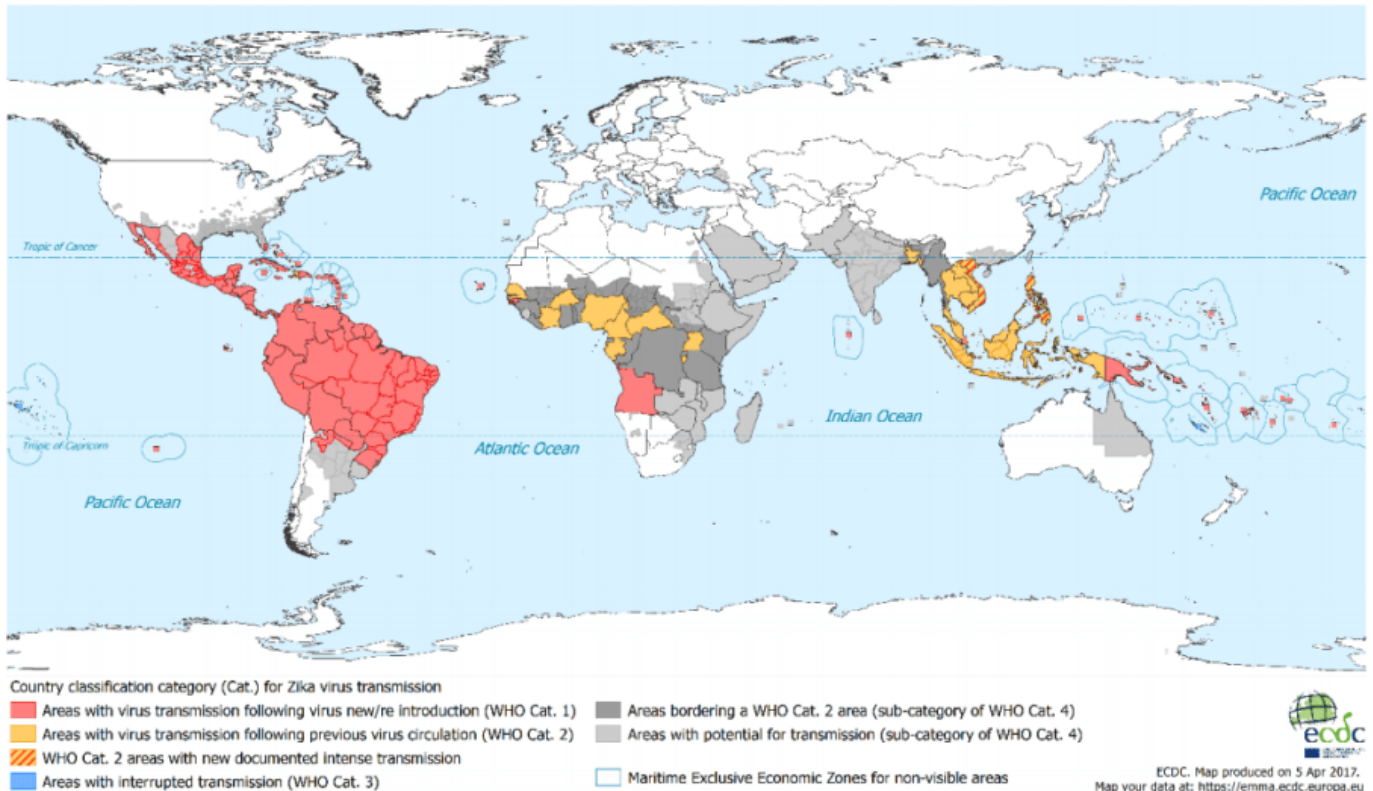 Pacific Ocean
Tropic of Cancer
Indian Ocean
Tropic of Capricorn
Atlantic Ocean
Pacific Ocean
Country classification category (Cat.) for Zika virus transmission
Areas with virus transmission following virus new/re introduction (WHO Cat. 1)
Areas with virus transmission following previous virus circulation (WHO Cat. 2)
WHO Cat. 2 areas with new documented intense transmission
Areas with interrupted transmission (WHO Cat. 3)
Areas bordering a WHO Cat. 2 area (sub-category of WHO Cat. 4)
Areas with potential for transmission (sub-category of WHO Cat. 4)
Maritime Exclusive Economic Zones for non-visible areas
ecdc
ECDC. Map produced on 5 Apr 2017.
Map your data at: https://emma.ecdc.europa.eu